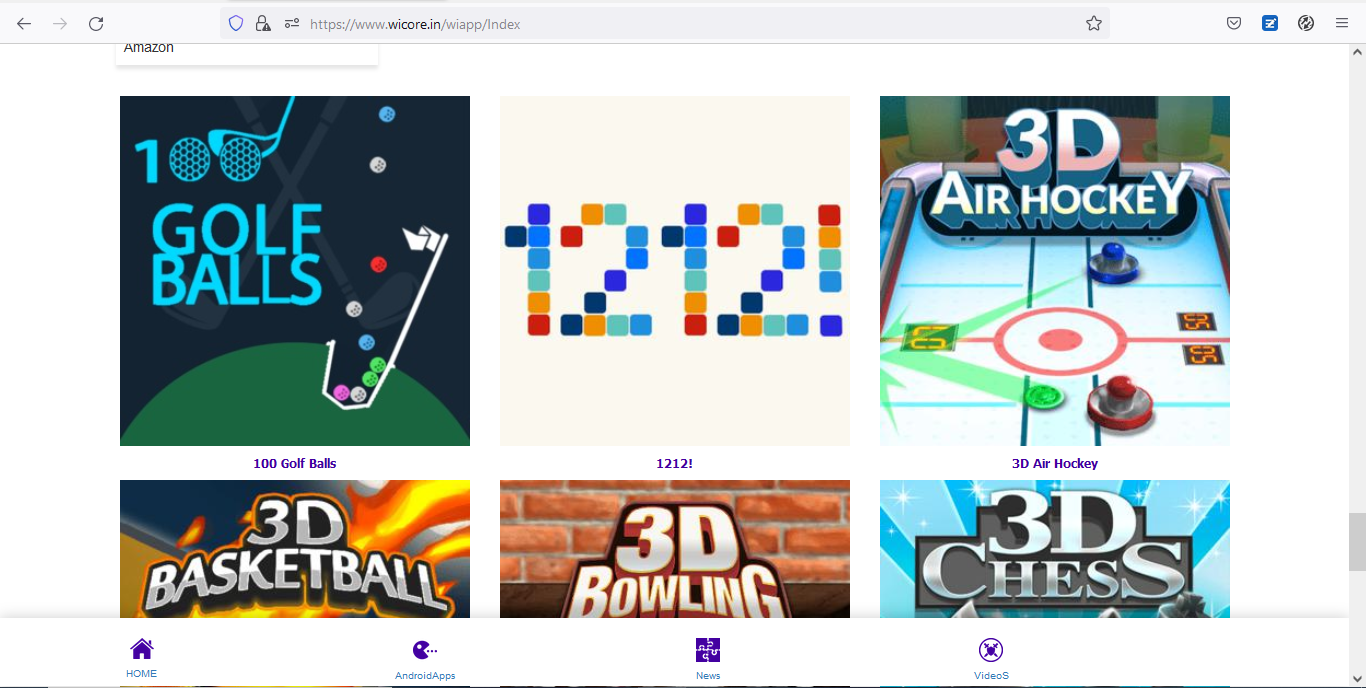 https://www.wicore.in/wiapp/Index
Amazon
100
GOLF
BALLS
1212!
3D
AIR HOCKEY
07
05
05
100 Golf Balls
1212!
3D Air Hockey
3D
BASKETBALL
3D
BOWLING
3D
CHESS
HOME
AndroidApps
News
VideoS